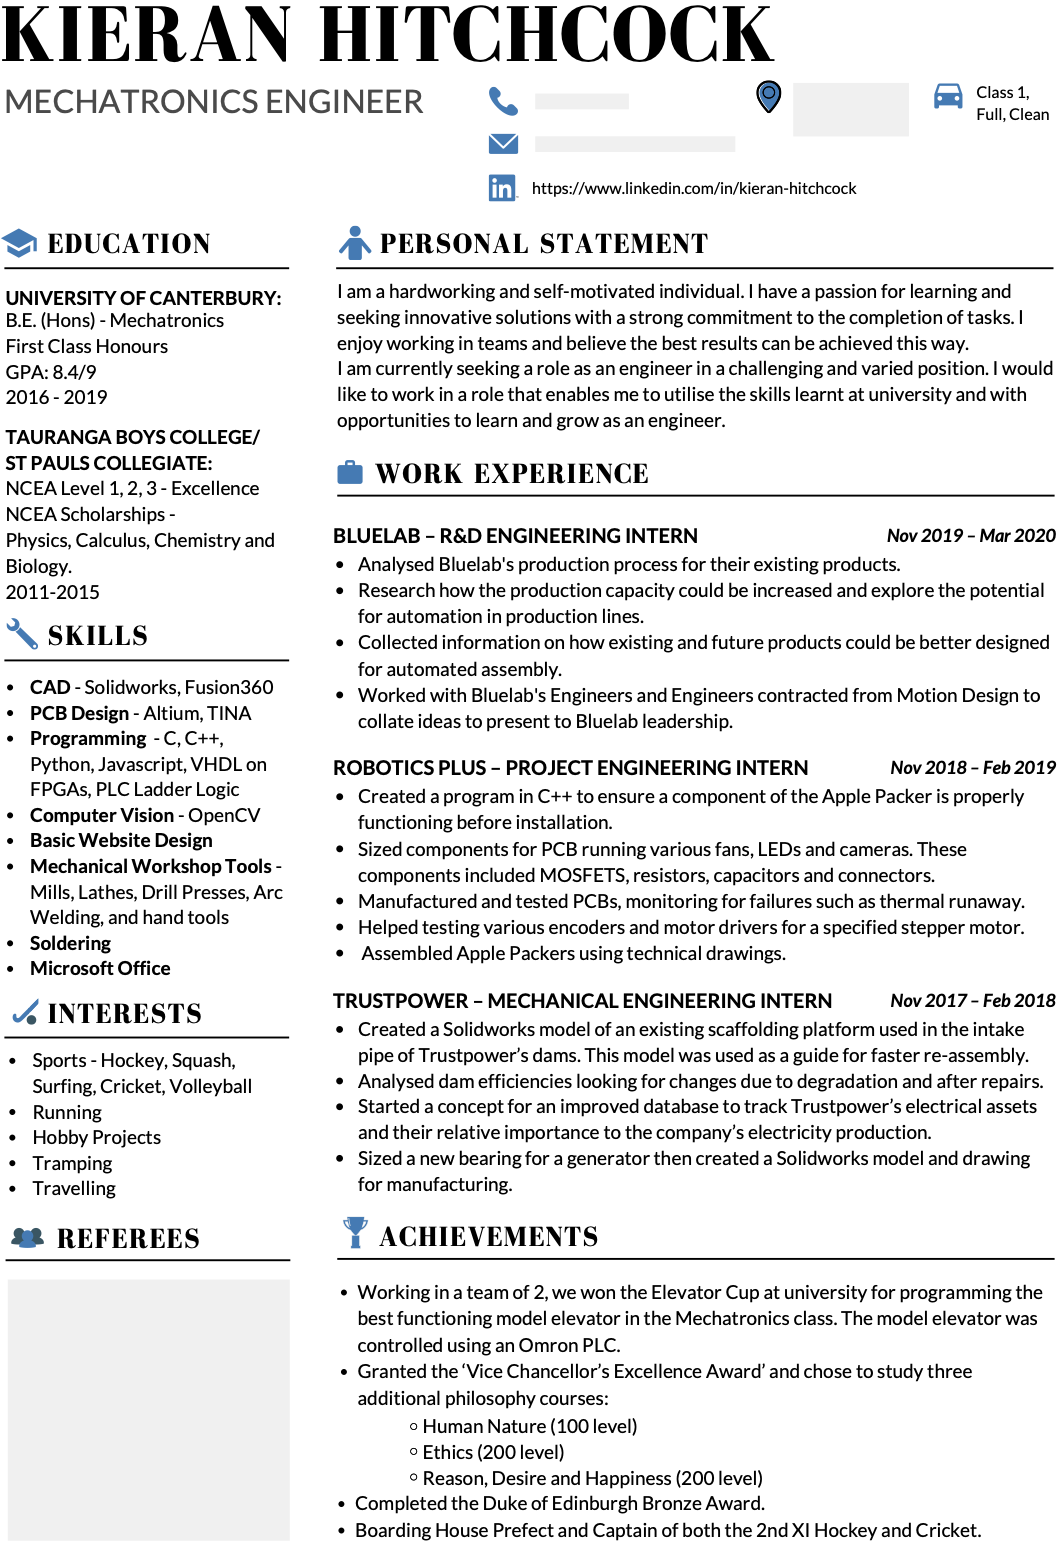 KIERAN HITCHCOCK
MECHATRONICS ENGINEER
Class 1,
Full, Clean
https://www.linkedin.com/in/kieran-hitchcock
EDUCATION
UNIVERSITY OF CANTERBURY:
B.E. (Hons) - Mechatronics
First Class Honours
GPA: 8.4/9
2016 - 2019
TAURANGA BOYS COLLEGE/
ST PAULS COLLEGIATE:
NCEA Level 1, 2, 3 - Excellence
NCEA Scholarships -
Physics, Calculus, Chemistry and
Biology.
2011-2015
SKILLS
• CAD - Solidworks, Fusion360
• PCB Design - Altium, TINA
• Programming - C, C++,
Python, Javascript, VHDL on
FPGAs, PLC Ladder Logic
• Computer Vision - OpenCV
• Basic Website Design
• Mechanical Workshop Tools -
Mills, Lathes, Drill Presses, Arc
Welding, and hand tools
• Soldering
• Microsoft Office
INTERESTS
• Sports - Hockey, Squash,
Surfing, Cricket, Volleyball
• Running
• Hobby Projects
• Tramping
• Travelling
REFEREES
PERSONAL STATEMENT
I am a hardworking and self-motivated individual. I have a passion for learning and
seeking innovative solutions with a strong commitment to the completion of tasks. I
enjoy working in teams and believe the best results can be achieved this way.
I am currently seeking a role as an engineer in a challenging and varied position. I would
like to work in a role that enables me to utilise the skills learnt at university and with
opportunities to learn and grow as an engineer.
WORK EXPERIENCE
BLUELAB – R&D ENGINEERING INTERN Nov 2019 – Mar 2020
• Analysed Bluelab's production process for their existing products.
• Research how the production capacity could be increased and explore the potential
for automation in production lines.
• Collected information on how existing and future products could be better designed
for automated assembly.
• Worked with Bluelab's Engineers and Engineers contracted from Motion Design to
collate ideas to present to Bluelab leadership.
ROBOTICS PLUS – PROJECT ENGINEERING INTERN Nov 2018 – Feb 2019
• Created a program in C++ to ensure a component of the Apple Packer is properly
functioning before installation.
• Sized components for PCB running various fans, LEDs and cameras. These
components included MOSFETS, resistors, capacitors and connectors.
• Manufactured and tested PCBs, monitoring for failures such as thermal runaway.
• Helped testing various encoders and motor drivers for a specified stepper motor.
• Assembled Apple Packers using technical drawings.
TRUSTPOWER – MECHANICAL ENGINEERING INTERN Nov 2017 – Feb 2018
• Created a Solidworks model of an existing scaffolding platform used in the intake
pipe of Trustpower’s dams. This model was used as a guide for faster re-assembly.
• Analysed dam efficiencies looking for changes due to degradation and after repairs.
• Started a concept for an improved database to track Trustpower’s electrical assets
and their relative importance to the company’s electricity production.
• Sized a new bearing for a generator then created a Solidworks model and drawing
for manufacturing.
ACHIEVEMENTS
• Working in a team of 2, we won the Elevator Cup at university for programming the
best functioning model elevator in the Mechatronics class. The model elevator was
controlled using an Omron PLC.
• Granted the ‘Vice Chancellor’s Excellence Award’ and chose to study three
additional philosophy courses:
◦ Human Nature (100 level)
◦ Ethics (200 level)
◦ Reason, Desire and Happiness (200 level)
• Completed the Duke of Edinburgh Bronze Award.
• Boarding House Prefect and Captain of both the 2nd XI Hockey and Cricket.